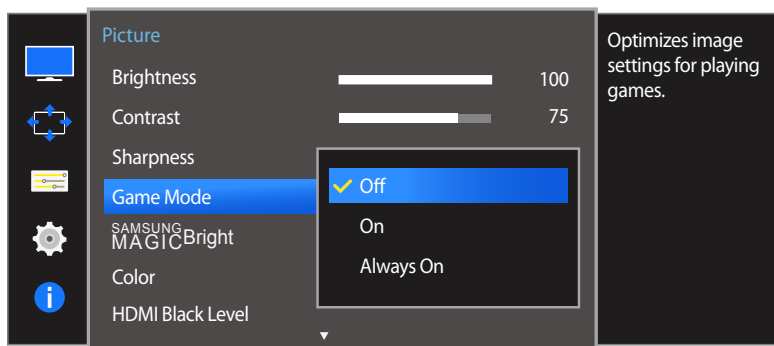 Picture
Brightness 100
Contrast 75
Sharpness
Game Mode
SAMSUNG
MAGICBright
Color
HDMI Black Level
Off
On
Always On
Optimizes image
settings for playing
games.